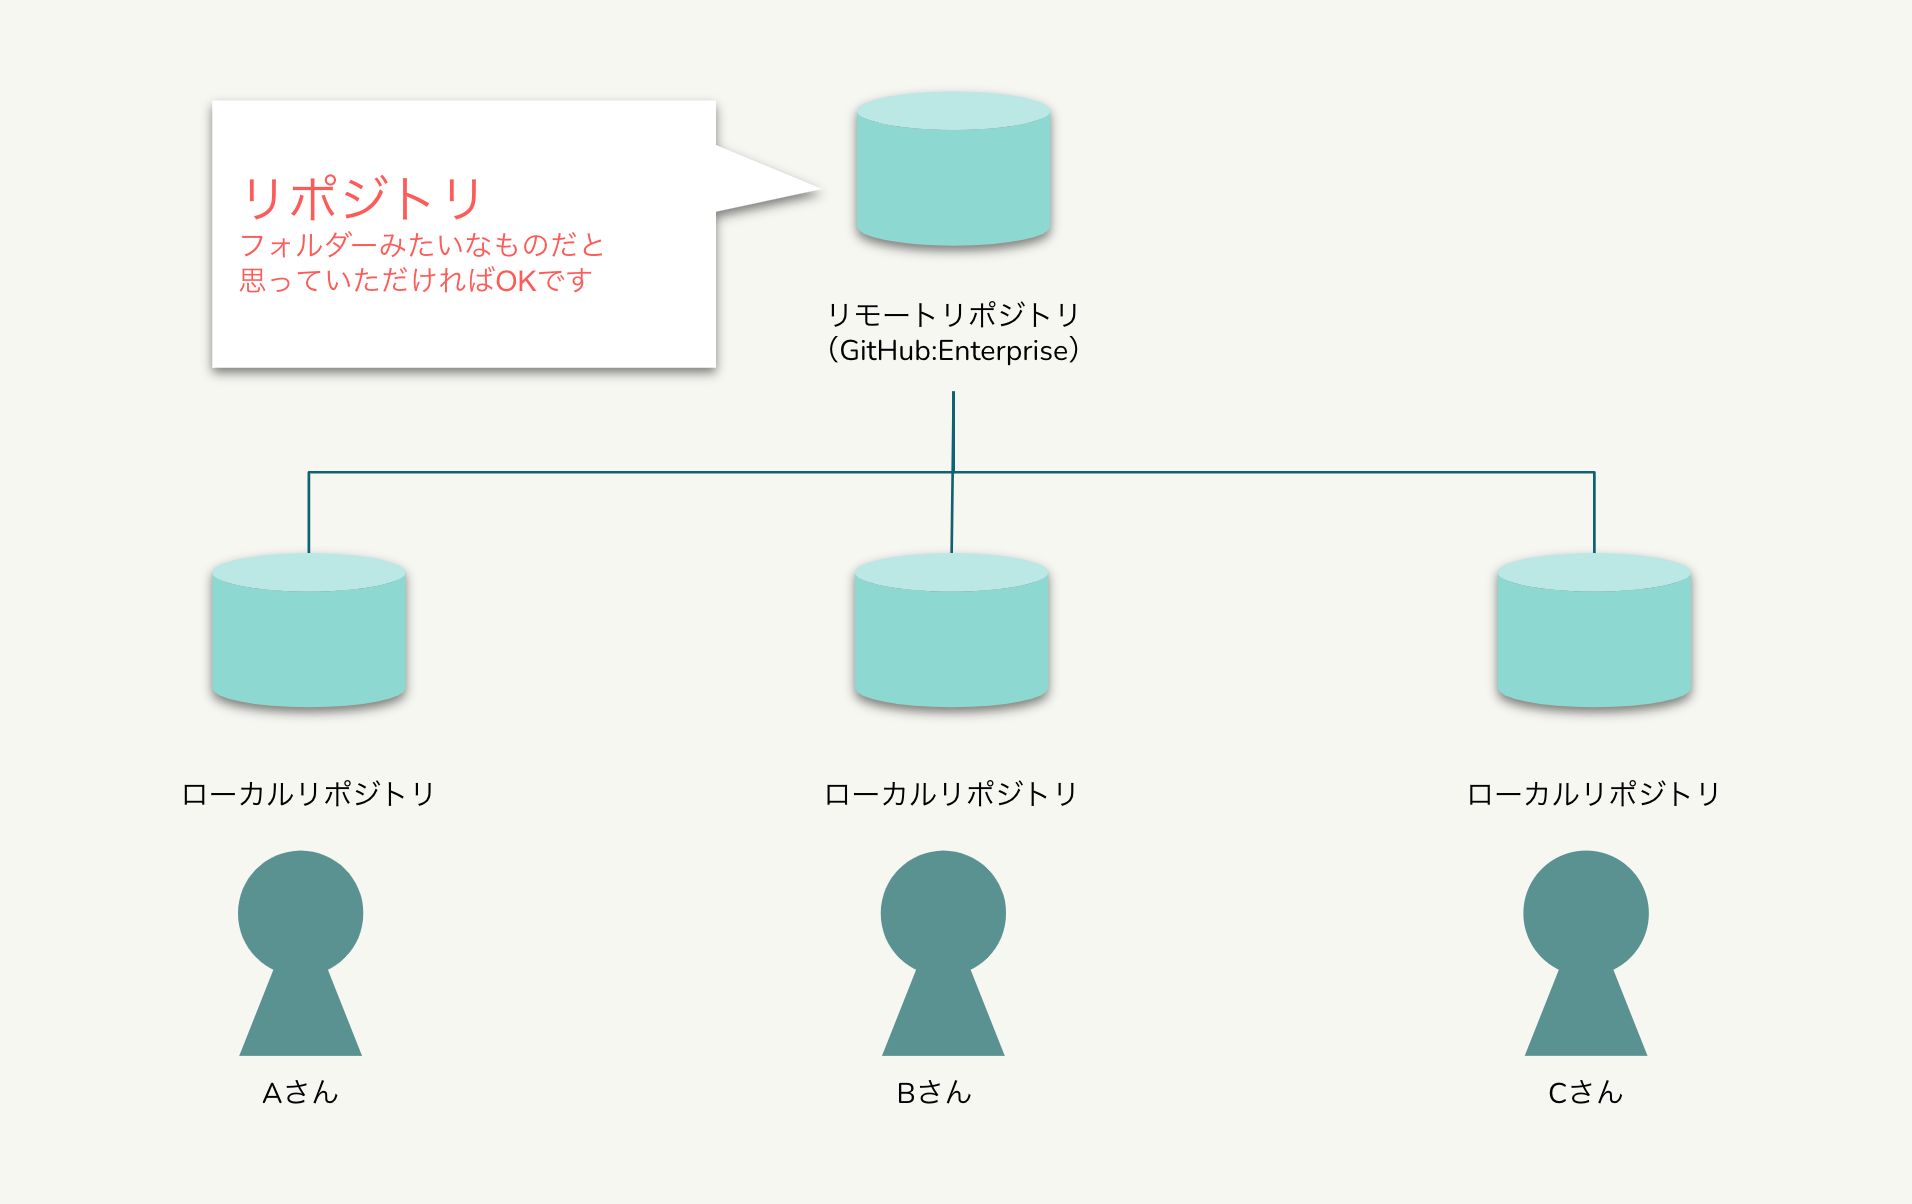 リポジトリ
フォルダーみたいなものだと
思っていただければOKです
リモートリポジトリ
（GitHub:Enterprise）
ローカルリポジトリ
ローカルリポジトリ
ローカルリポジトリ
Aさん
Bさん
Cさん